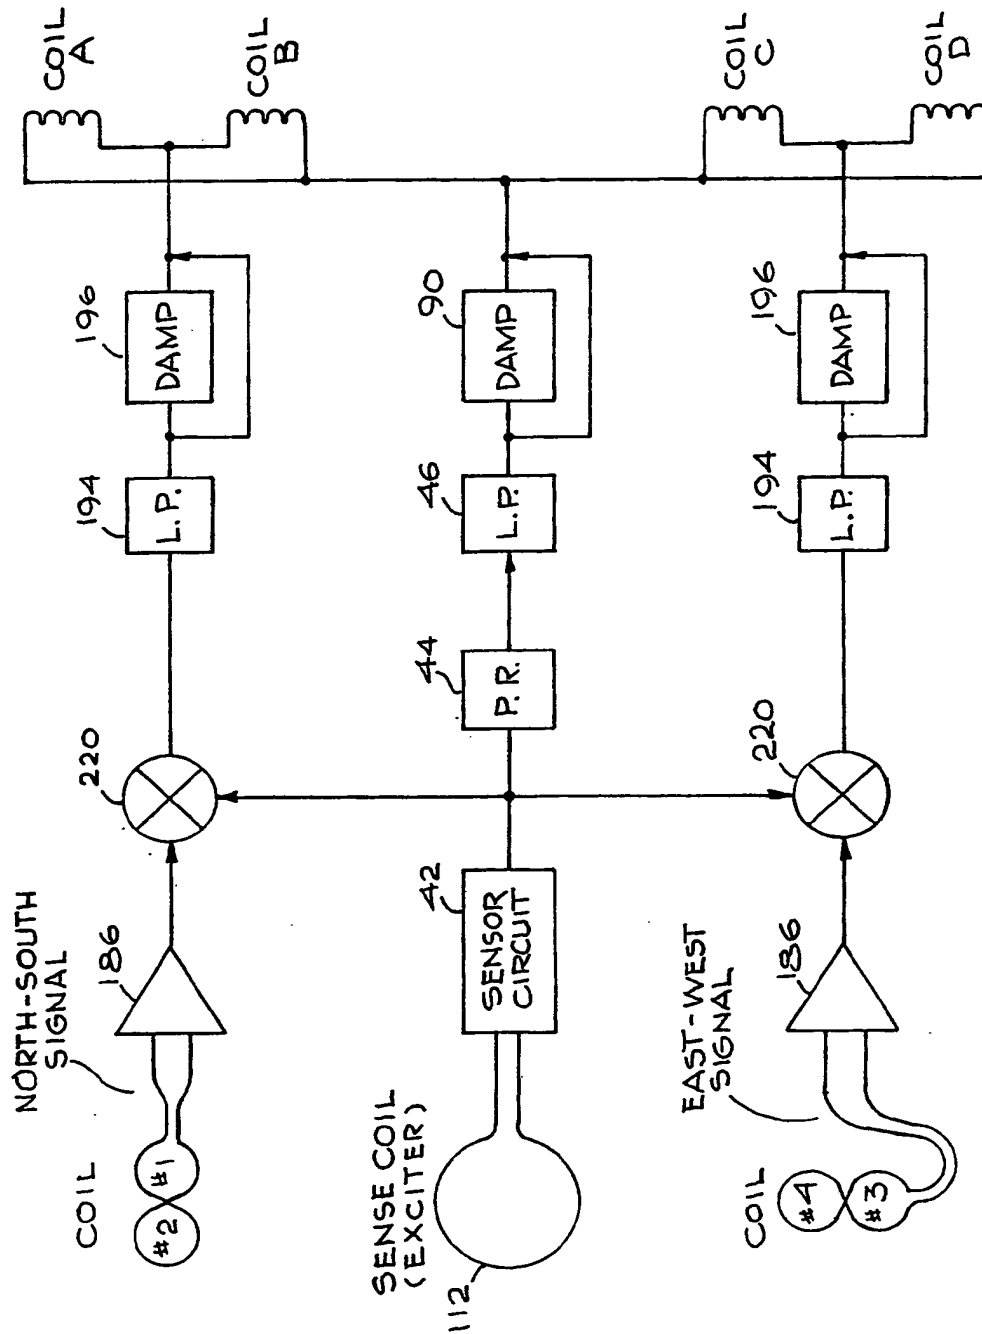 COIL
#2
#1
NORTH-SOUTH
SIGNAL
186
220
194
L.P.
196
DAMP
COIL
A
COIL
B
SENSE COIL
(EXCITER)
112
42
SENSOR
CIRCUIT
44
P.R.
46
L.P.
90
DAMP
COIL
#4
#3
EAST-WEST
SIGNAL
186
220
194
L.P.
196
DAMP
COIL
C
COIL
D